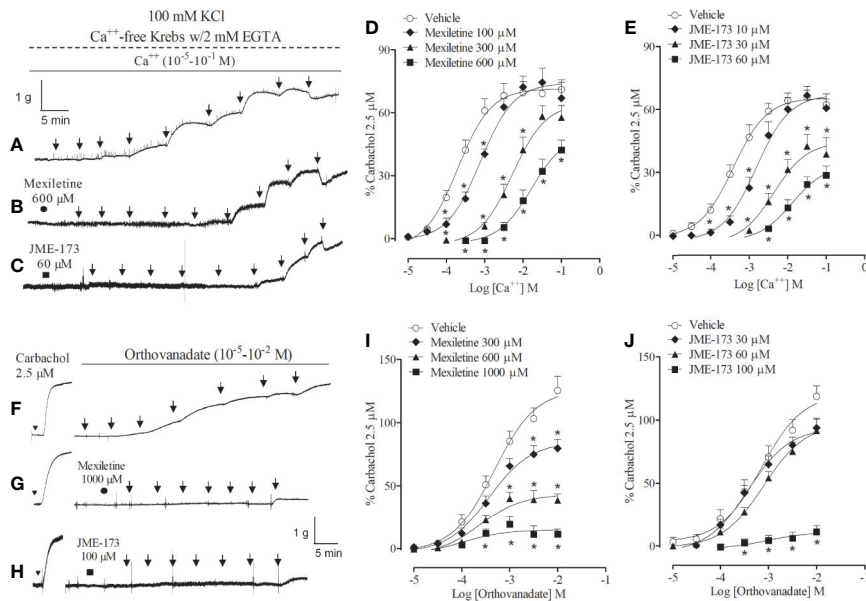 100 mM KCl
Ca⁺⁺-free Krebs w/2 mM EGTA
Ca⁺⁺ (10⁻⁵-10⁻¹ M)
1 g
5 min
A
B
Mexiletine
600 µM
C
JME-173
60 µM
D
Vehicle
Mexiletine 100 µM
Mexiletine 300 µM
Mexiletine 600 µM
% Carbachol 2.5 µM
90
60
30
0
-5 -4 -3 -2 -1 0
Log [Ca⁺⁺] M
* * * * * * * * * * * *
E
Vehicle
JME-173 10 µM
JME-173 30 µM
JME-173 60 µM
% Carbachol 2.5 µM
90
60
30
0
-5 -4 -3 -2 -1 0
Log [Ca⁺⁺] M
* * * * * * * * * * *
Carbachol
2.5 µM
Orthovanadate (10⁻⁵-10⁻² M)
F
G
Mexiletine
1000 µM
H
JME-173
100 µM
1 g
5 min
I
Vehicle
Mexiletine 300 µM
Mexiletine 600 µM
Mexiletine 1000 µM
% Carbachol 2.5 µM
150
100
50
0
-5 -4 -3 -2 -1
Log [Orthovanadate] M
* * * * * * * * *
J
Vehicle
JME-173 30 µM
JME-173 60 µM
JME-173 100 µM
% Carbachol 2.5 µM
150
100
50
0
-5 -4 -3 -2 -1
Log [Orthovanadate] M
* * * *